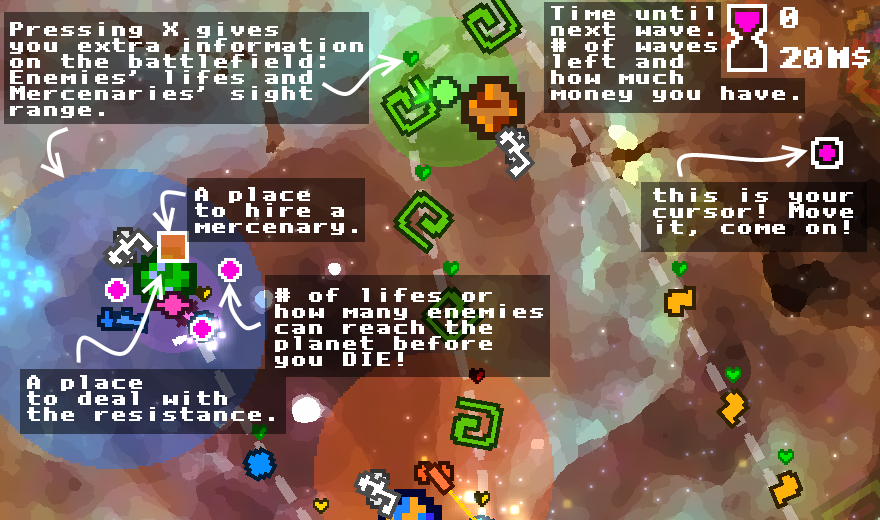 Pressing X gives
you extra information
on the battlefield:
Enemies' lifes and
Mercenaries' sight
range.
Time until
next wave.
# of waves
left and
how much
money you have.
0
20M$
A place
to hire a
mercenary.
this is your
cursor! Move
it, come on!
# of lifes or
how many enemies
can reach the
planet before
you DIE!
A place
to deal with
the resistance.